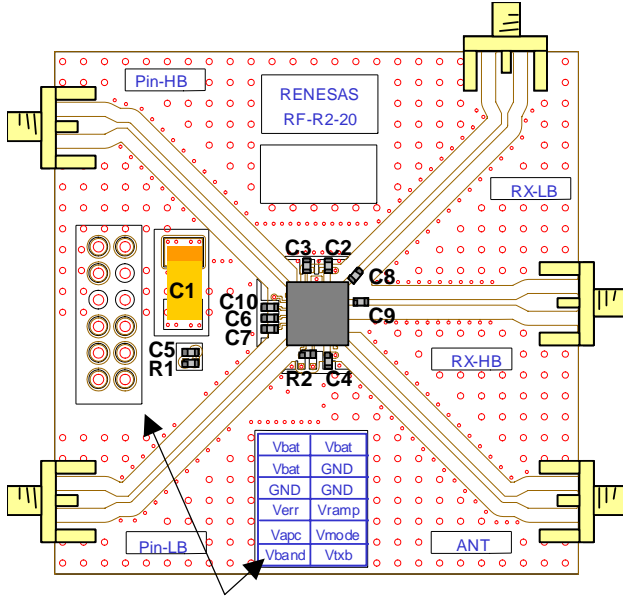 Pin-HB
RENESAS
RF-R2-20
RX-LB
C3 C2
C8
C1
C10
C9
C6
C7
C5
R1
R2 C4
RX-HB
Vbat Vbat
Vbat GND
GND GND
Verr Vramp
Vapc Vmode
Vband Vtxb
Pin-LB
ANT